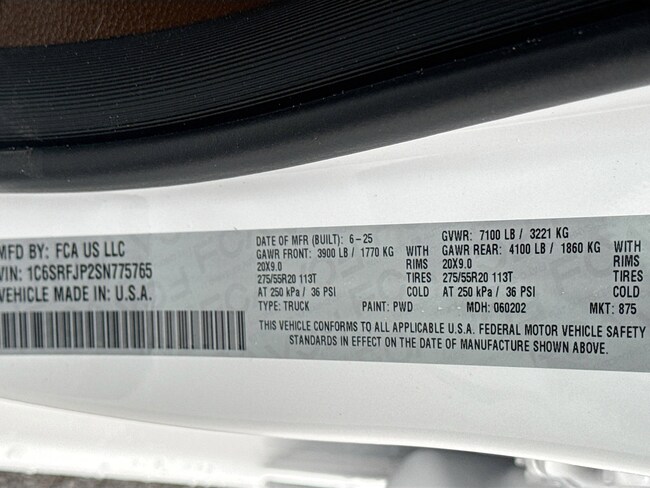 MFD BY: FCA US LLC
VIN: 1C6SRFJP2SN775765
VEHICLE MADE IN: U.S.A.
DATE OF MFR (BUILT): 6-25
GVWR: 7100 LB / 3221 KG
GAWR FRONT: 3900 LB / 1770 KG WITH
GAWR REAR: 4100 LB / 1860 KG WITH
20X9.0 RIMS
20X9.0 RIMS
275/55R20 113T TIRES
275/55R20 113T TIRES
AT 250 kPa / 36 PSI COLD
AT 250 kPa / 36 PSI COLD
TYPE: TRUCK PAINT: PWD MDH: 060202 MKT: 875
THIS VEHICLE CONFORMS TO ALL APPLICABLE U.S.A. FEDERAL MOTOR VEHICLE SAFETY
STANDARDS IN EFFECT ON THE DATE OF MANUFACTURE SHOWN ABOVE.